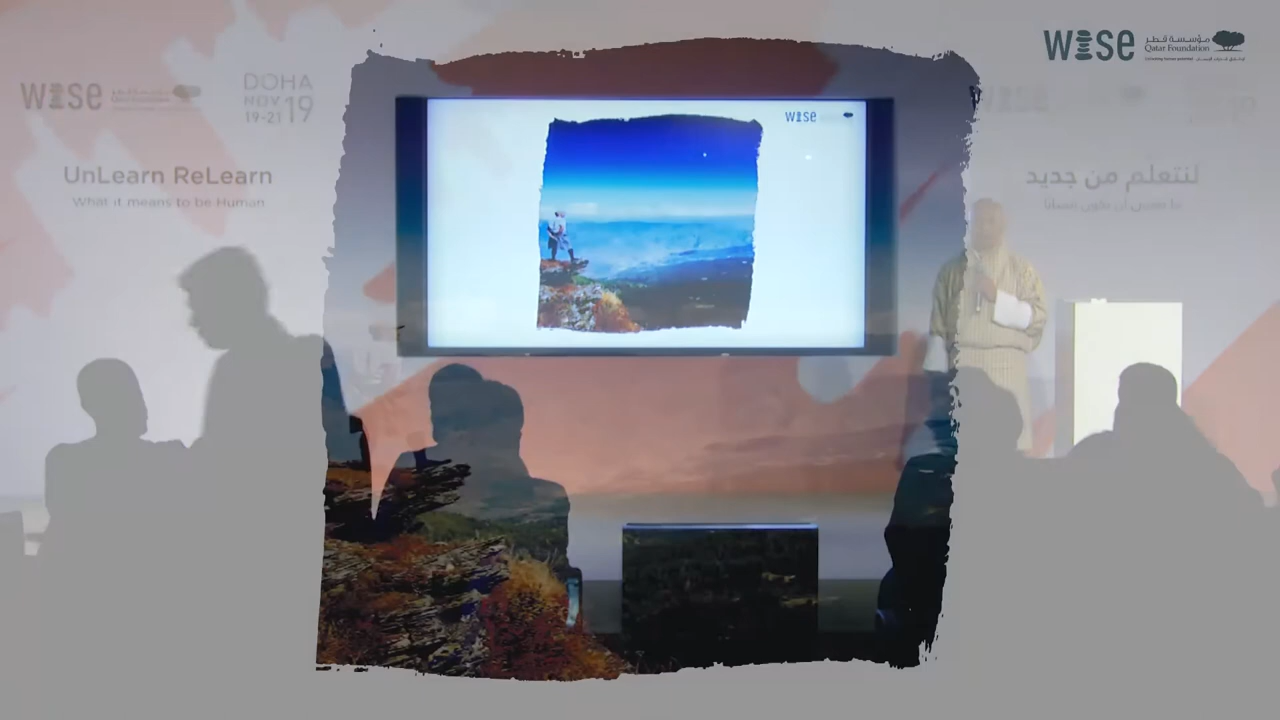 wise
مؤسسة قطر
Qatar Foundation
wise
DOHA
NOV 19
19-21
UnLearn ReLearn
What it means to be Human
wise
لنتعلم من جديد